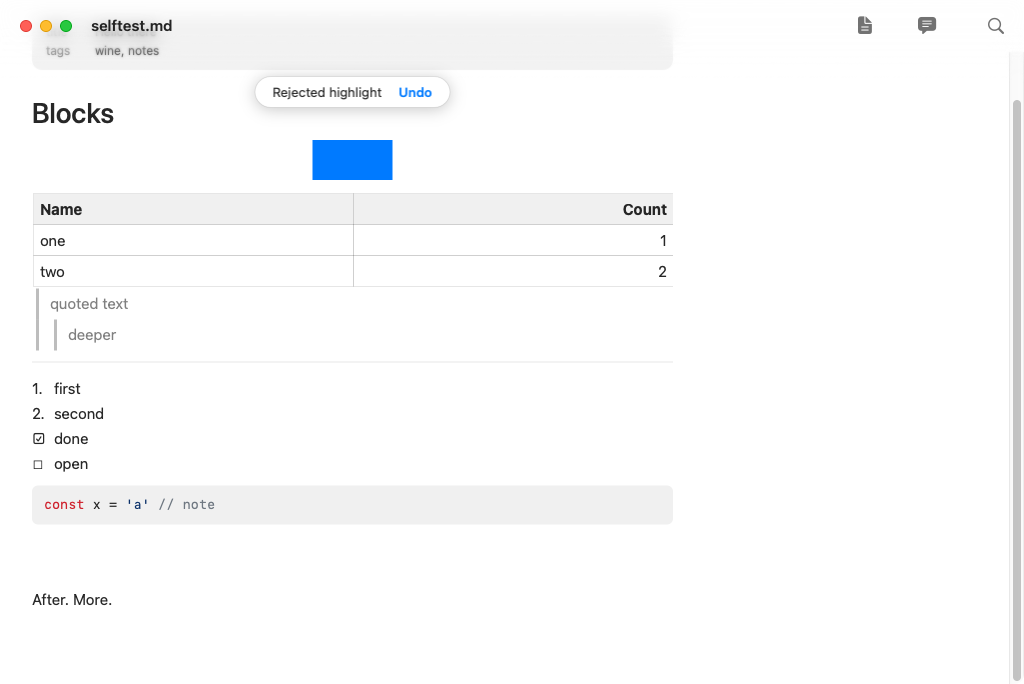 selftest.md
tags wine, notes
Rejected highlight Undo
Blocks
Name Count
one 1
two 2
quoted text
deeper
1. first
2. second
done
open
const x = 'a' // note
After. More.